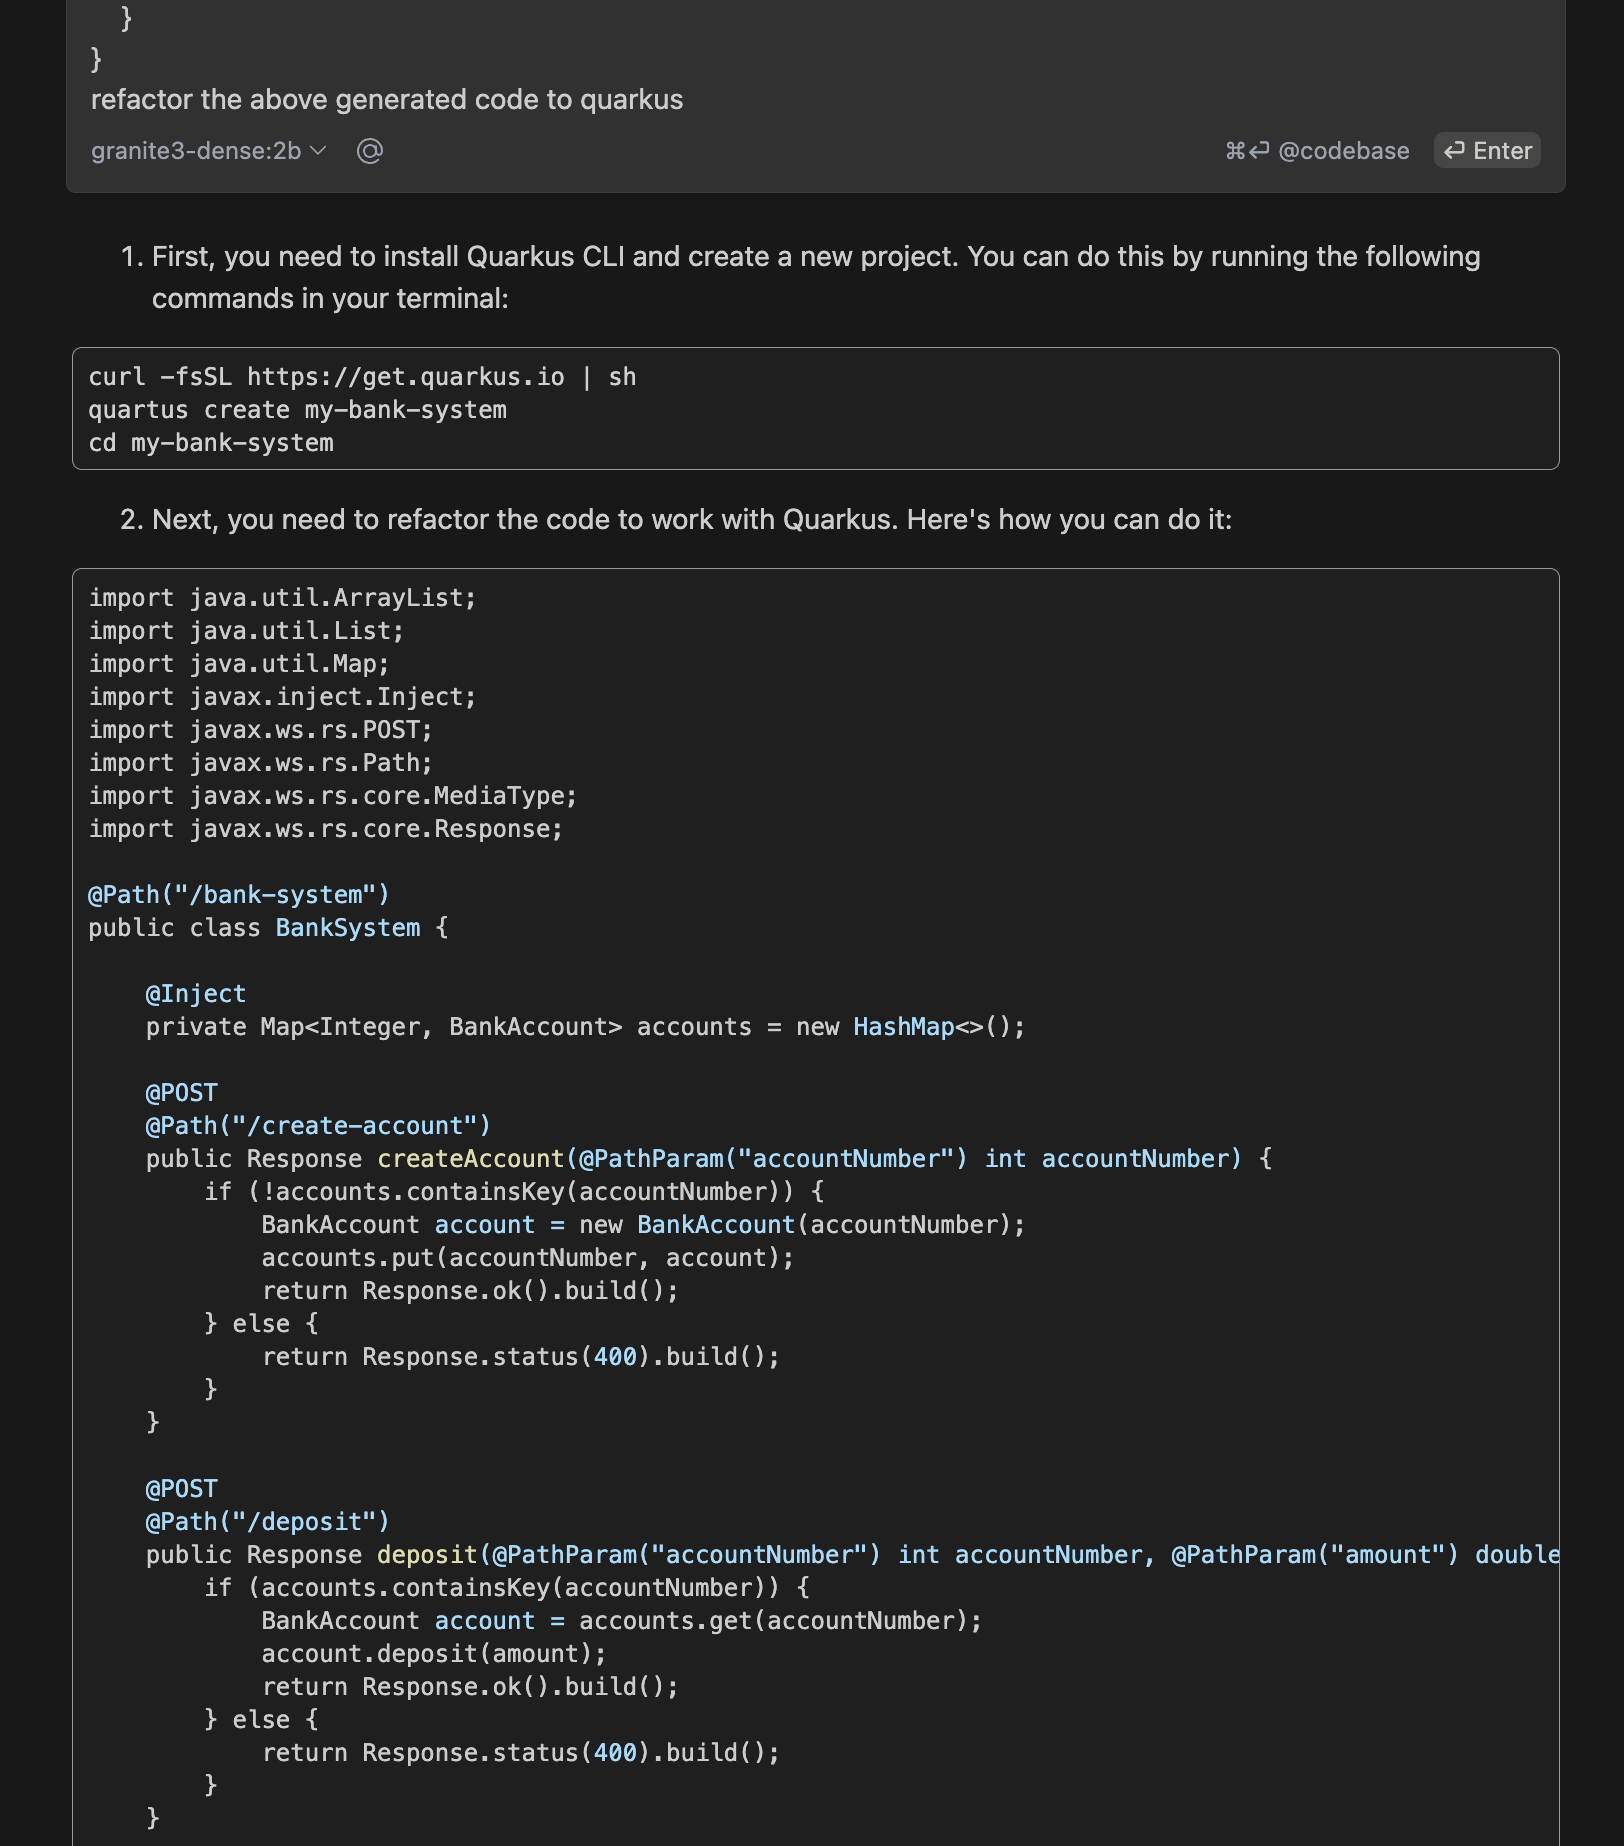 }
}
refactor the above generated code to quarkus
granite3-dense:2b
⌘⏎ @codebase ⏎ Enter
1. First, you need to install Quarkus CLI and create a new project. You can do this by running the following
commands in your terminal:
curl -fsSL https://get.quarkus.io | sh
quartus create my-bank-system
cd my-bank-system
2. Next, you need to refactor the code to work with Quarkus. Here's how you can do it:
import java.util.ArrayList;
import java.util.List;
import java.util.Map;
import javax.inject.Inject;
import javax.ws.rs.POST;
import javax.ws.rs.Path;
import javax.ws.rs.core.MediaType;
import javax.ws.rs.core.Response;
@Path("/bank-system")
public class BankSystem {
@Inject
private Map<Integer, BankAccount> accounts = new HashMap<>();
@POST
@Path("/create-account")
public Response createAccount(@PathParam("accountNumber") int accountNumber) {
if (!accounts.containsKey(accountNumber)) {
BankAccount account = new BankAccount(accountNumber);
accounts.put(accountNumber, account);
return Response.ok().build();
} else {
return Response.status(400).build();
}
}
@POST
@Path("/deposit")
public Response deposit(@PathParam("accountNumber") int accountNumber, @PathParam("amount") double
if (accounts.containsKey(accountNumber)) {
BankAccount account = accounts.get(accountNumber);
account.deposit(amount);
return Response.ok().build();
} else {
return Response.status(400).build();
}
}